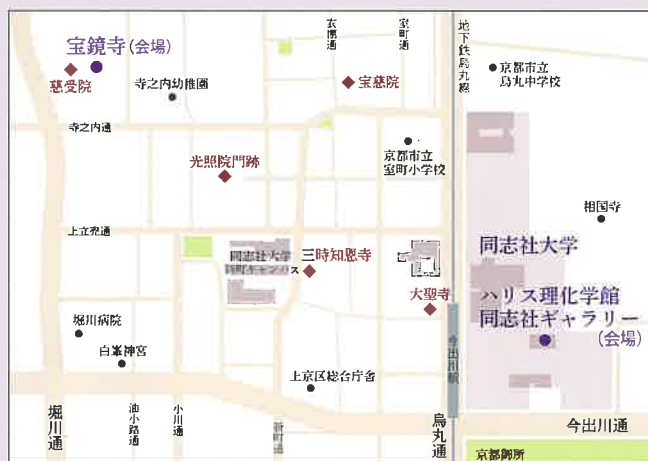 宝鏡寺(会場)
慈受院
寺之内幼稚園
衣棚通
室町通
地下鉄烏丸線
宝慈院
京都市立
烏丸中学校
寺之内通
光照院門跡
京都市立
室町小学校
相国寺
上立売通
同志社大学
新町キャンパス
三時知恩寺
大聖寺
同志社大学
ハリス理化学館
同志社ギャラリー
(会場)
堀川病院
白峯神宮
上京区総合庁舎
今出川駅
堀川通
油小路通
小川通
新町通
烏丸通
今出川通
京都御所